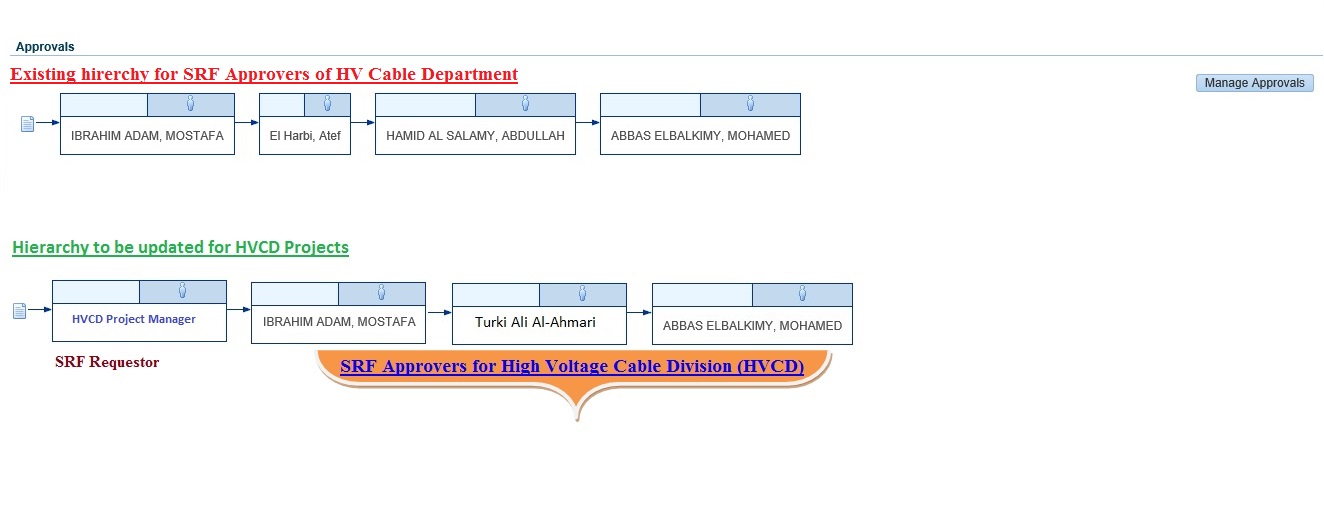 Approvals
Existing hirerchy for SRF Approvers of HV Cable Department
Manage Approvals
IBRAHIM ADAM, MOSTAFA
El Harbi, Atef
HAMID AL SALAMY, ABDULLAH
ABBAS ELBALKIMY, MOHAMED
Hierarchy to be updated for HVCD Projects
HVCD Project Manager
IBRAHIM ADAM, MOSTAFA
Turki Ali Al-Ahmari
ABBAS ELBALKIMY, MOHAMED
SRF Requestor
SRF Approvers for High Voltage Cable Division (HVCD)